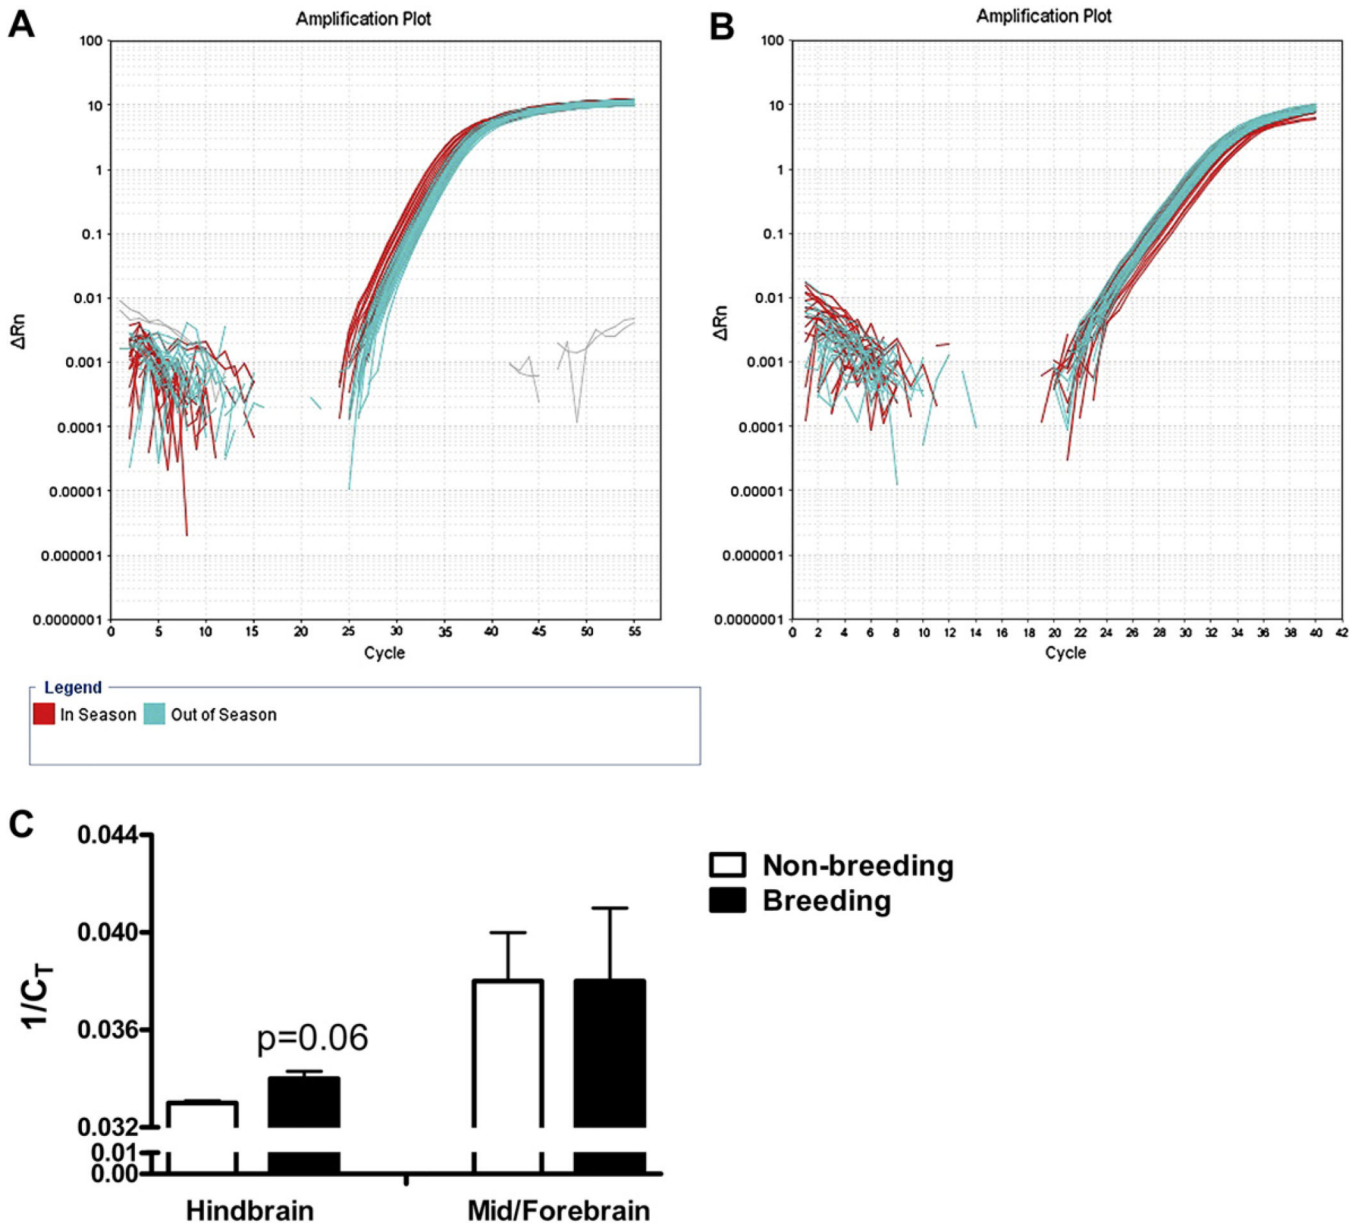 A
Amplification Plot
100
10
1
0.1
0.01
0.001
0.0001
0.00001
0.000001
0.0000001
ΔRn
0 5 10 15 20 25 30 35 40 45 50 55
Cycle
B
Amplification Plot
100
10
1
0.1
0.01
0.001
0.0001
0.00001
0.000001
0.0000001
ΔRn
0 2 4 6 8 10 12 14 16 18 20 22 24 26 28 30 32 34 36 38 40 42
Cycle
Legend
In Season Out of Season
C
0.044
0.040
0.036
0.032
0.01
0.00
1/CT
p=0.06
Hindbrain Mid/Forebrain
Non-breeding
Breeding